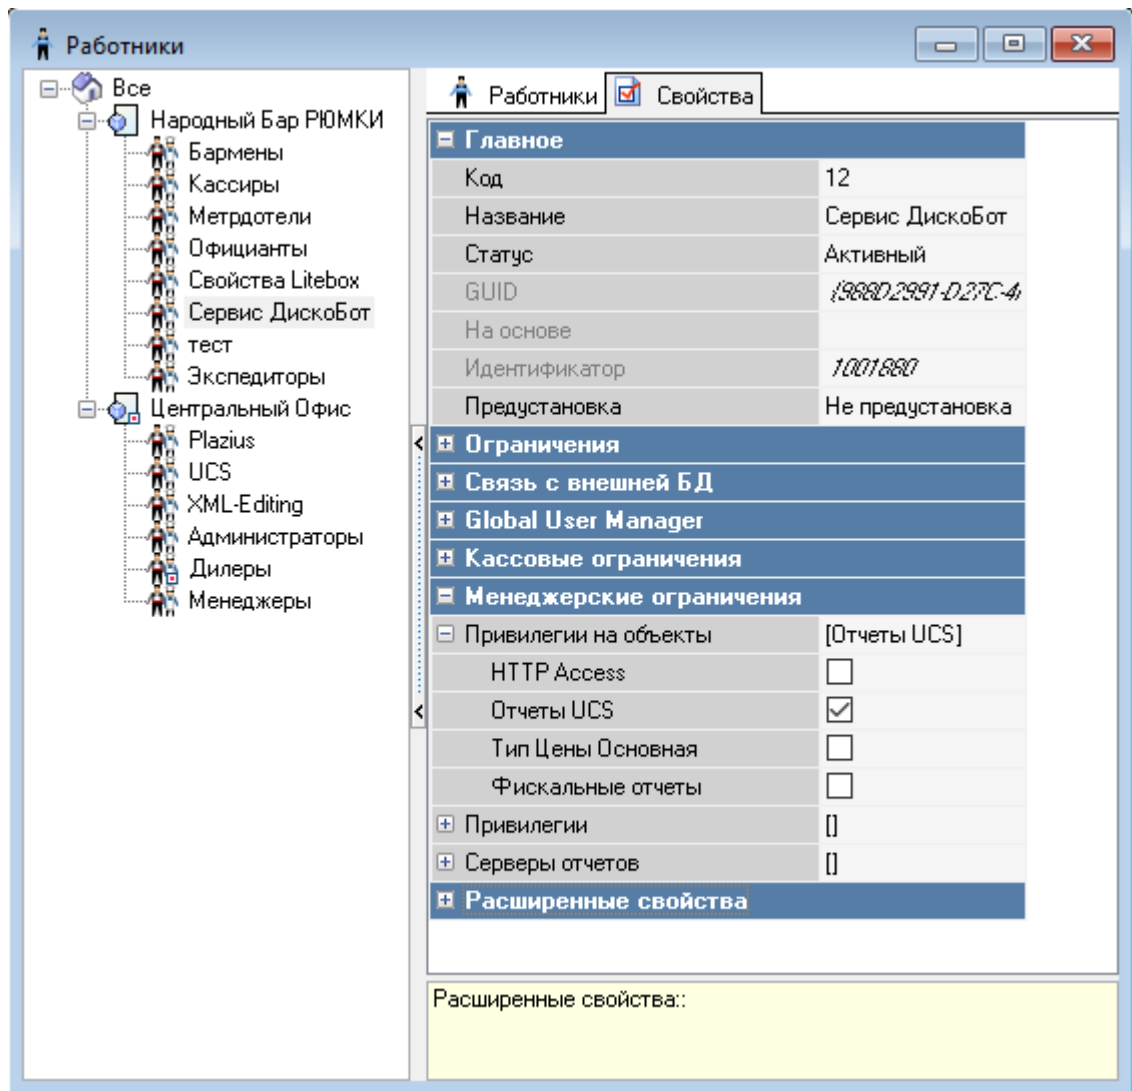 Работники
Все
Народный Бар РЮМКИ
Бармены
Кассиры
Метрдотели
Официанты
Свойства Litebox
Сервис ДискоБот
тест
Экспедиторы
Центральный Офис
Plazius
UCS
XML-Editing
Администраторы
Дилеры
Менеджеры
Работники Свойства
Главное
Код 12
Название Сервис ДискоБот
Статус Активный
GUID {988D2991-D27C-4
На основе
Идентификатор 1001880
Предустановка Не предустановка
Ограничения
Связь с внешней БД
Global User Manager
Кассовые ограничения
Менеджерские ограничения
Привилегии на объекты [Отчеты UCS]
HTTP Access
Отчеты UCS
Тип Цены Основная
Фискальные отчеты
Привилегии []
Серверы отчетов []
Расширенные свойства
Расширенные свойства::